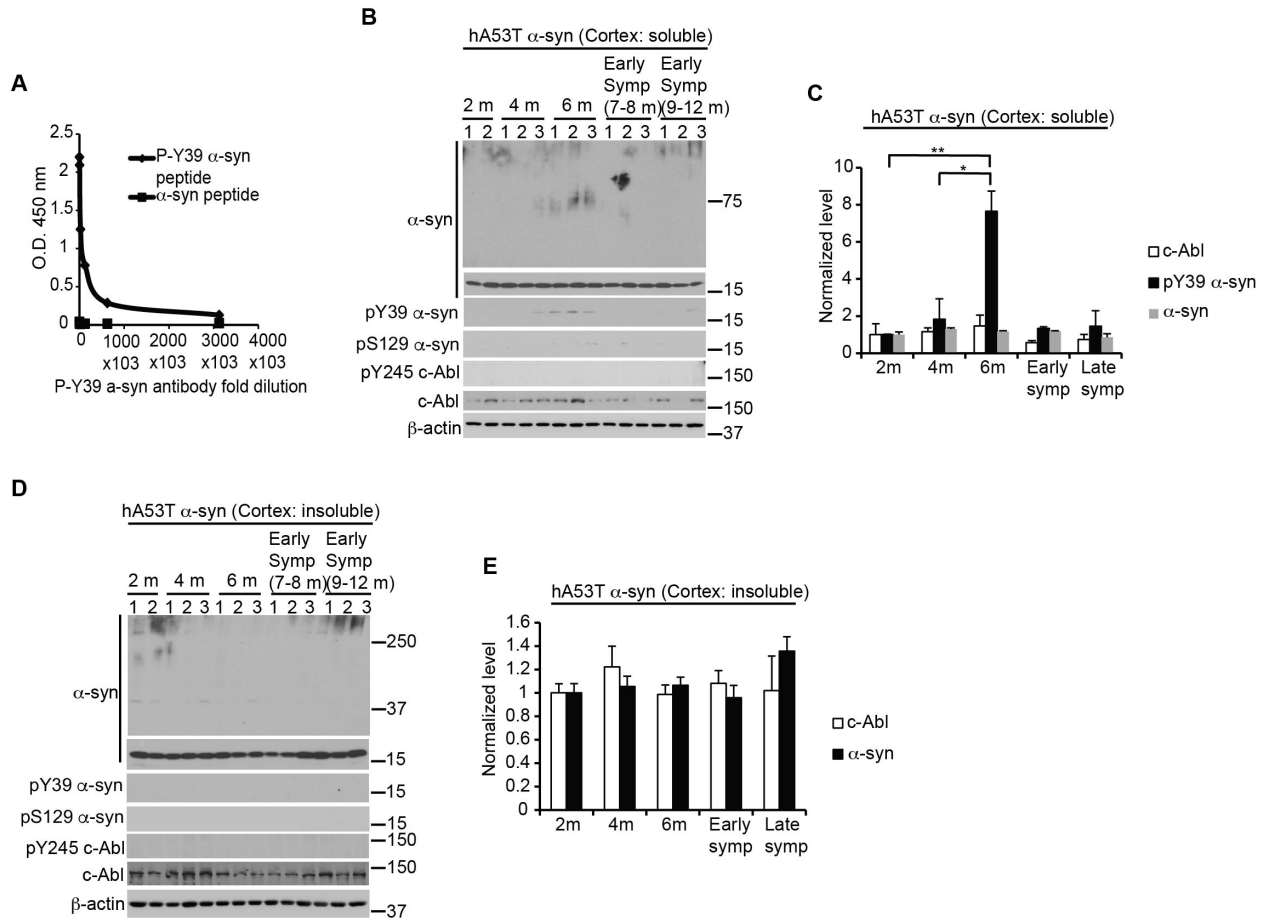 A
2.5
2
1.5
1
0.5
0
O.D. 450 nm
P-Y39 α-syn
peptide
α-syn peptide
0 1000 2000 3000 4000
x103 x103 x103 x103
P-Y39 a-syn antibody fold dilution
B
hA53T α-syn (Cortex: soluble)
Early Early
Symp Symp
2 m 4 m 6 m (7-8 m)(9-12 m)
1 2 1 2 3 1 2 3 1 2 3 1 2 3
α-syn
75
15
pY39 α-syn
15
pS129 α-syn
15
pY245 c-Abl
150
c-Abl
150
β-actin
37
C
hA53T α-syn (Cortex: soluble)
**
*
10
8
6
4
2
0
Normalized level
c-Abl
pY39 α-syn
α-syn
2m 4m 6m Early Late
symp symp
D
hA53T α-syn (Cortex: insoluble)
Early Early
Symp Symp
2 m 4 m 6 m (7-8 m)(9-12 m)
1 2 1 2 3 1 2 3 1 2 3 1 2 3
α-syn
250
37
15
pY39 α-syn
15
pS129 α-syn
15
pY245 c-Abl
150
c-Abl
150
β-actin
37
E
hA53T α-syn (Cortex: insoluble)
1.6
1.4
1.2
1
0.8
0.6
0.4
0.2
0
Normalized level
c-Abl
α-syn
2m 4m 6m Early Late
symp symp